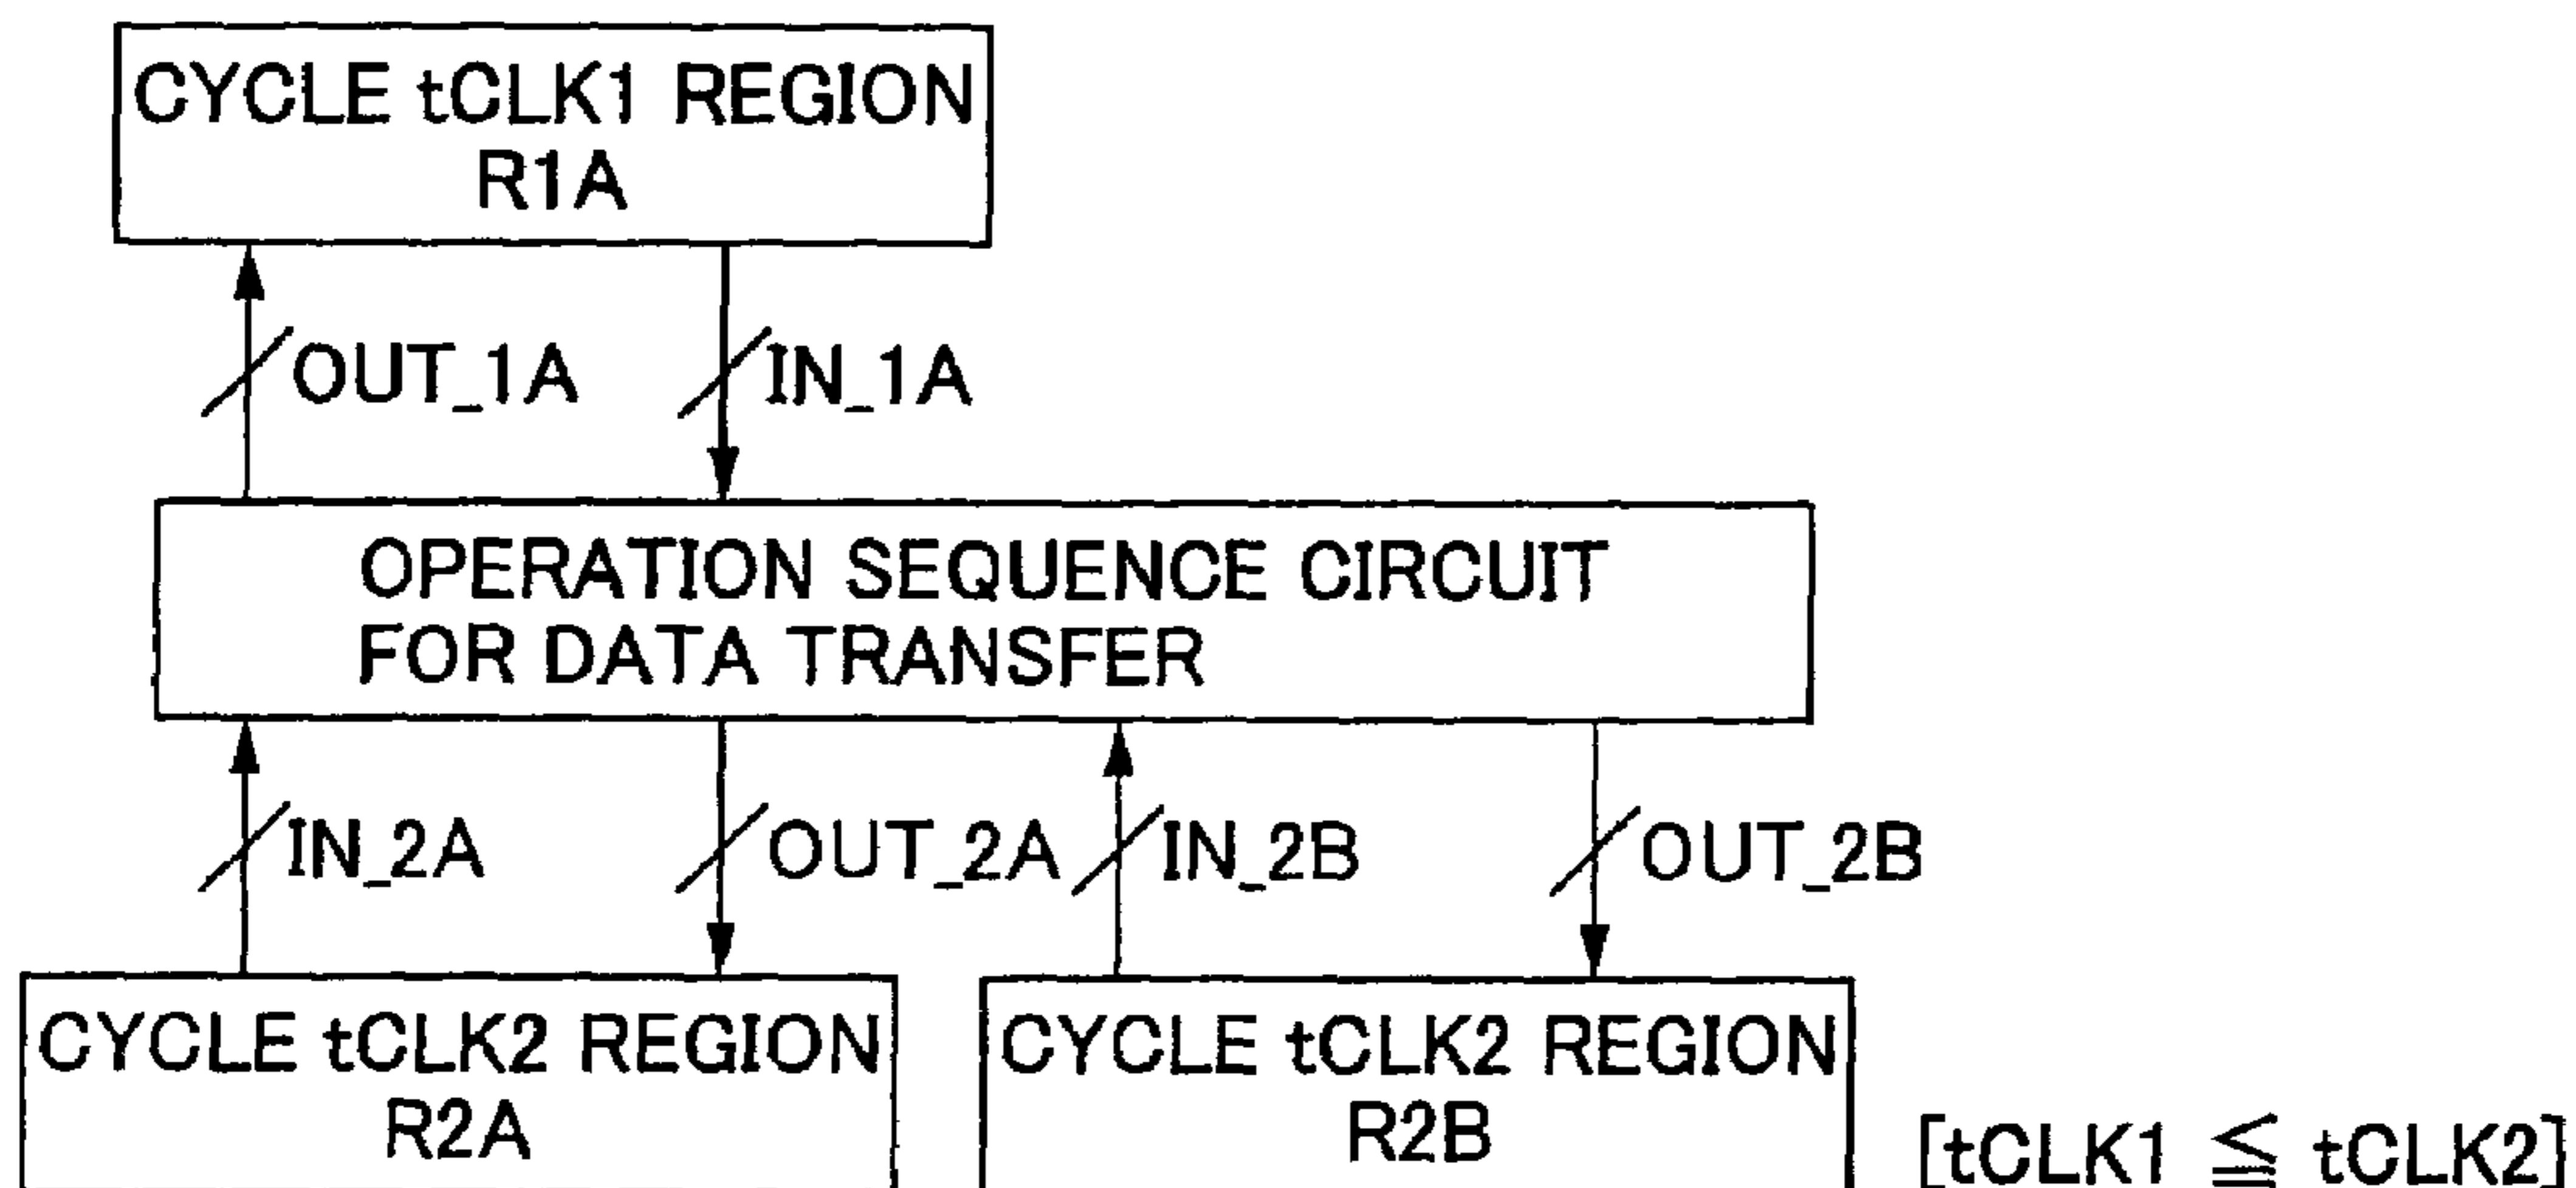 CYCLE tCLK1 REGION
R1A
OUT_1A
IN_1A
OPERATION SEQUENCE CIRCUIT
FOR DATA TRANSFER
IN_2A
OUT_2A
IN_2B
OUT_2B
CYCLE tCLK2 REGION
R2A
CYCLE tCLK2 REGION
R2B
[tCLK1 ≦ tCLK2]